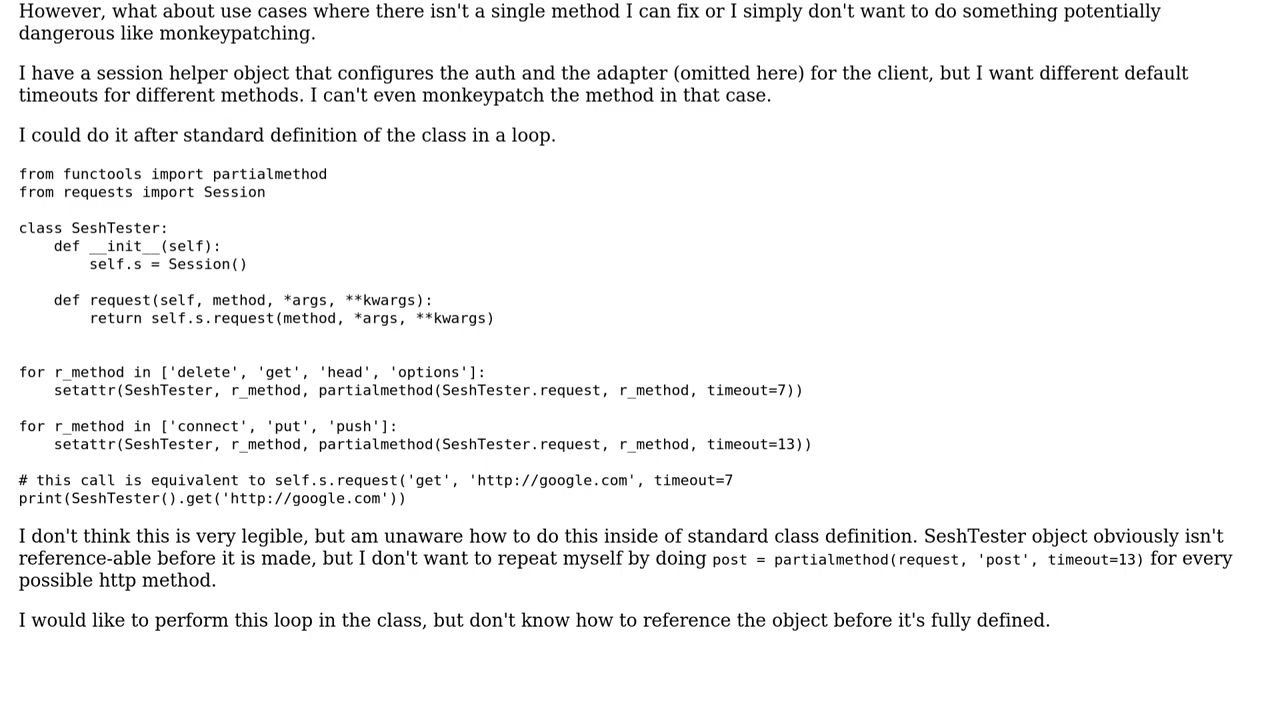 However, what about use cases where there isn't a single method I can fix or I simply don't want to do something potentially
dangerous like monkeypatching.
I have a session helper object that configures the auth and the adapter (omitted here) for the client, but I want different default
timeouts for different methods. I can't even monkeypatch the method in that case.
I could do it after standard definition of the class in a loop.
from functools import partialmethod
from requests import Session
class SeshTester:
    def __init__(self):
        self.s = Session()
    def request(self, method, *args, **kwargs):
        return self.s.request(method, *args, **kwargs)
for r_method in ['delete', 'get', 'head', 'options']:
    setattr(SeshTester, r_method, partialmethod(SeshTester.request, r_method, timeout=7))
for r_method in ['connect', 'put', 'push']:
    setattr(SeshTester, r_method, partialmethod(SeshTester.request, r_method, timeout=13))
# this call is equivalent to self.s.request('get', 'http://google.com', timeout=7
print(SeshTester().get('http://google.com'))
I don't think this is very legible, but am unaware how to do this inside of standard class definition. SeshTester object obviously isn't
reference-able before it is made, but I don't want to repeat myself by doing post = partialmethod(request, 'post', timeout=13) for every
possible http method.
I would like to perform this loop in the class, but don't know how to reference the object before it's fully defined.